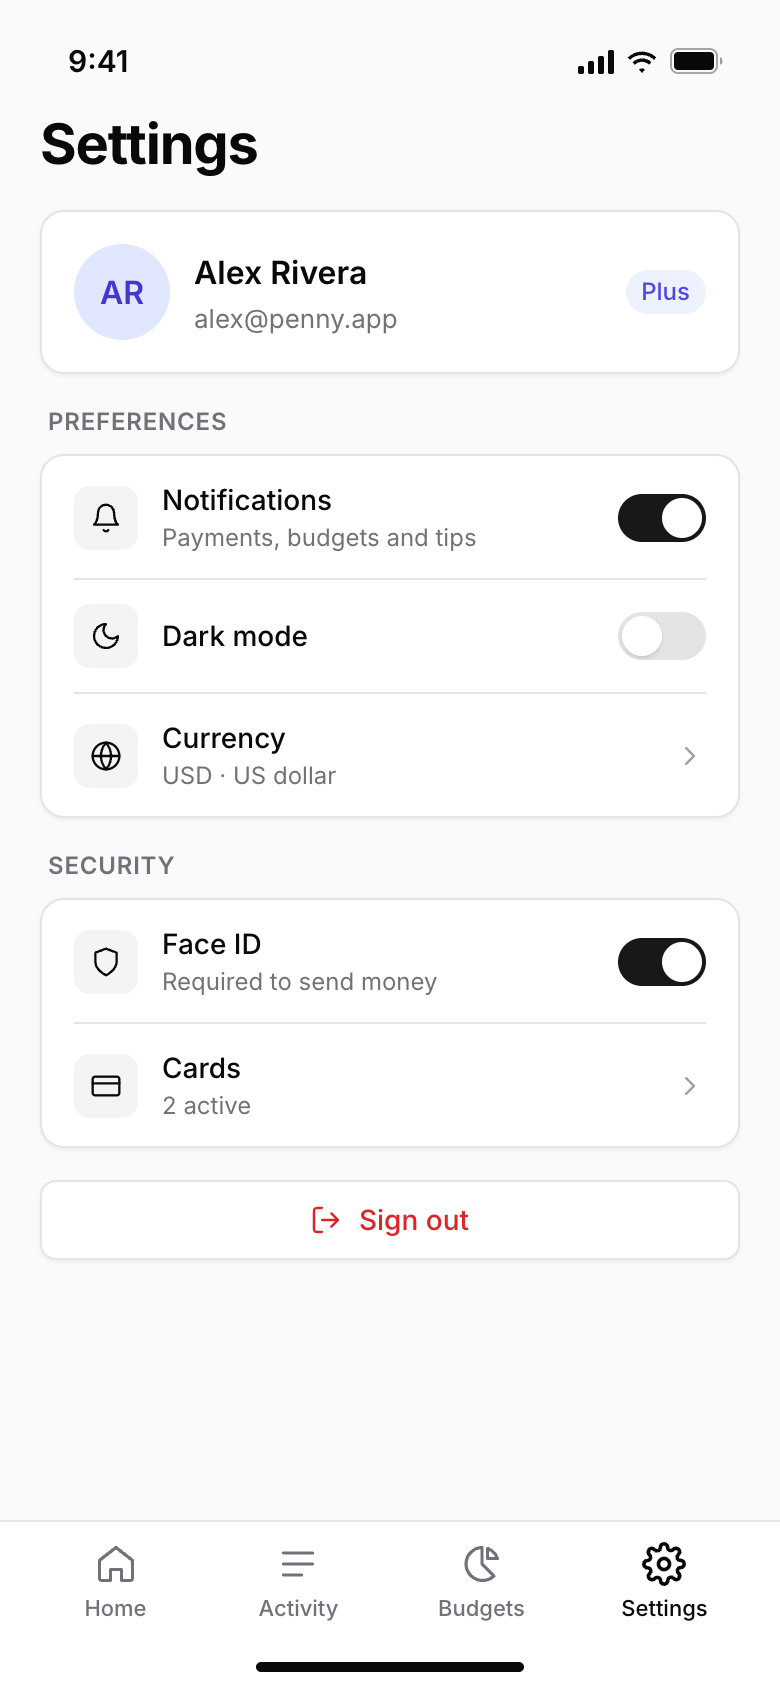 9:41
Settings
AR
Alex Rivera
alex@penny.app
Plus
PREFERENCES
Notifications
Payments, budgets and tips
Dark mode
Currency
USD · US dollar
SECURITY
Face ID
Required to send money
Cards
2 active
Sign out
Home
Activity
Budgets
Settings